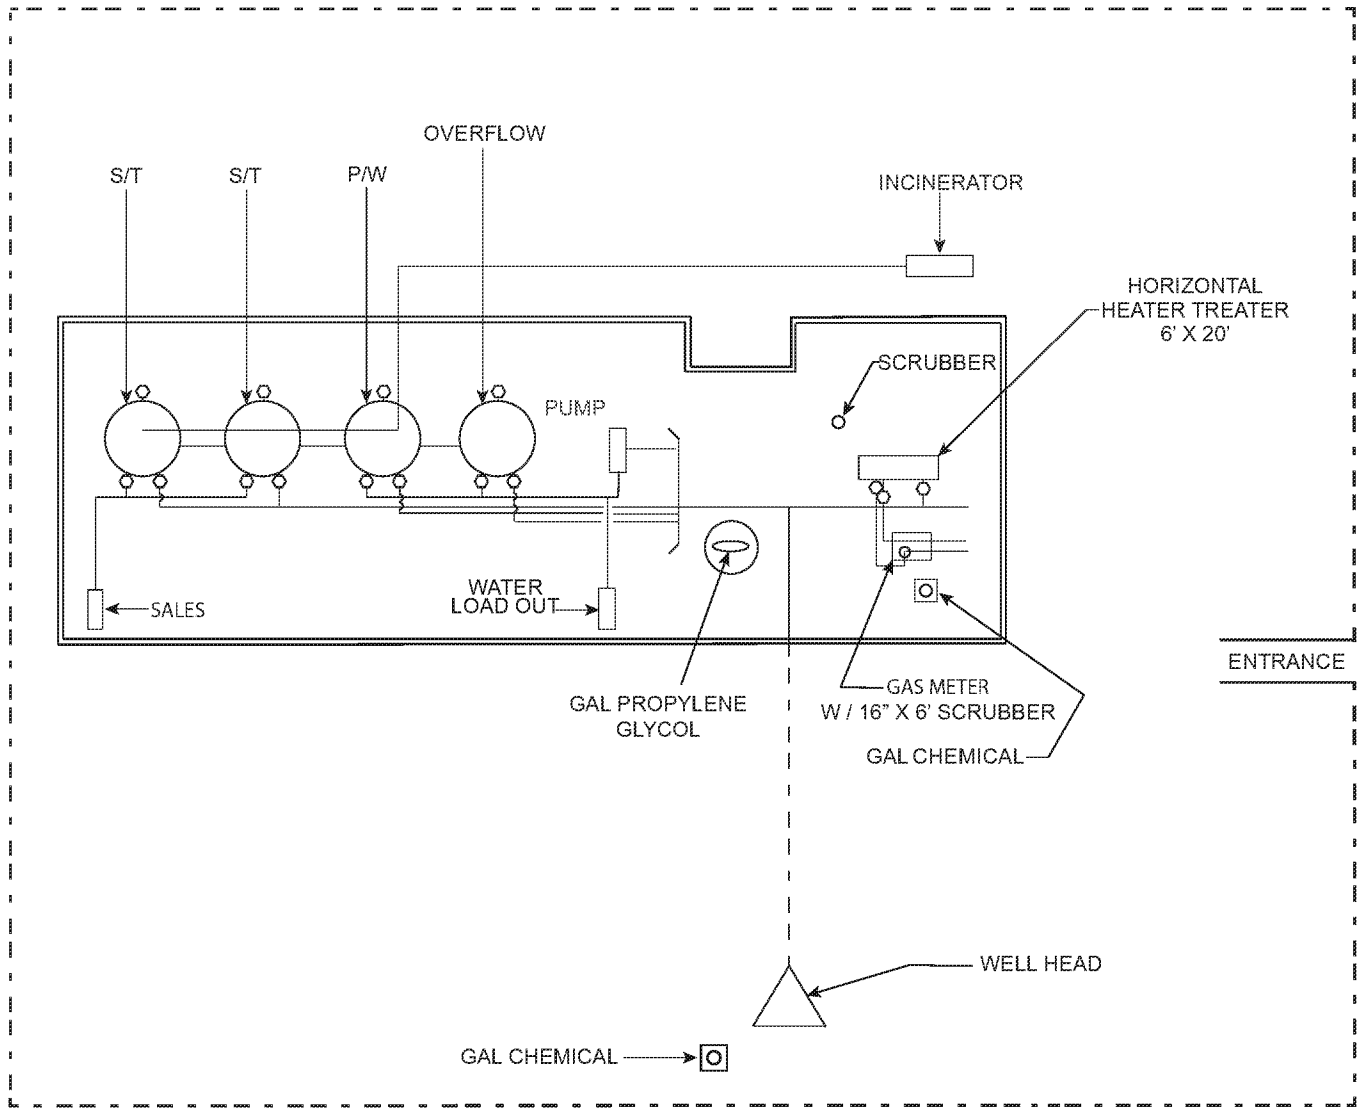 OVERFLOW
S/T
S/T
P/W
INCINERATOR
HORIZONTAL
HEATER TREATER
6' X 20'
SCRUBBER
PUMP
WATER
LOAD OUT
SALES
ENTRANCE
GAL PROPYLENE
GLYCOL
GAS METER
W / 16" X 6' SCRUBBER
GAL CHEMICAL
WELL HEAD
GAL CHEMICAL